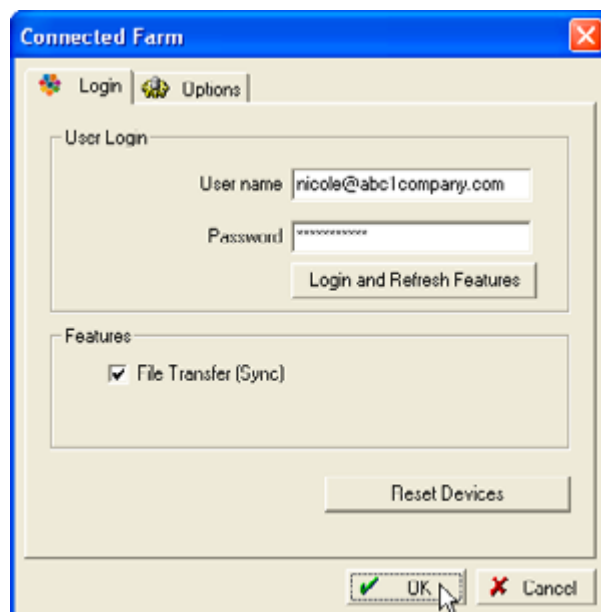 Connected Farm
Login Options
User Login
User name nicole@abc1company.com
Password ***********
Login and Refresh Features
Features
File Transfer (Sync)
Reset Devices
OK Cancel